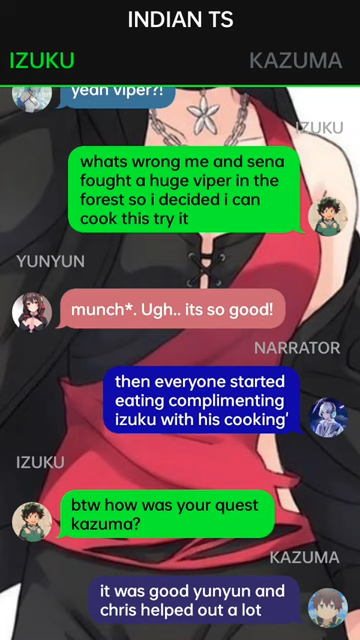 INDIAN TS
IZUKU
KAZUMA
yeah viper?!
IZUKU
whats wrong me and sena
fought a huge viper in the
forest so i decided i can
cook this try it
YUNYUN
munch*. Ugh.. its so good!
NARRATOR
then everyone started
eating complimenting
izuku with his cooking'
IZUKU
btw how was your quest
kazuma?
KAZUMA
it was good yunyun and
chris helped out a lot